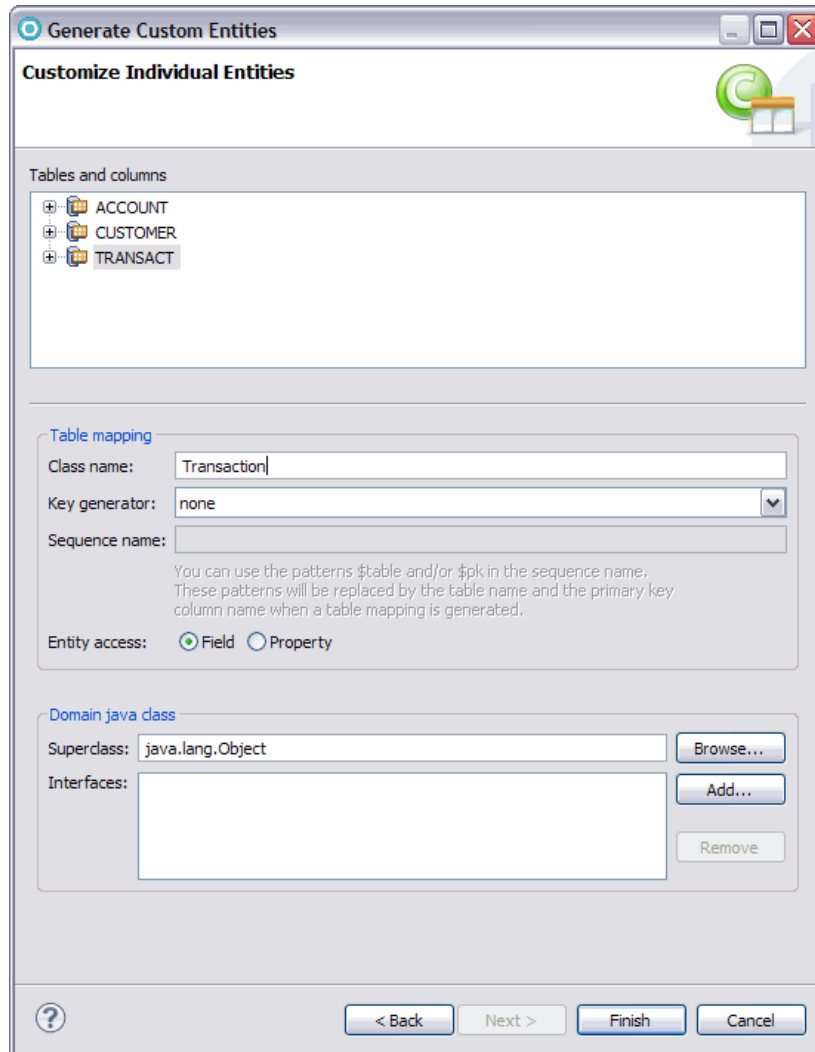 Generate Custom Entities
Customize Individual Entities
Tables and columns
ACCOUNT
CUSTOMER
TRANSACT
Table mapping
Class name: Transaction
Key generator: none
Sequence name:
You can use the patterns $table and/or $pk in the sequence name.
These patterns will be replaced by the table name and the primary key
column name when a table mapping is generated.
Entity access: Field Property
Domain java class
Superclass: java.lang.Object Browse...
Interfaces: Add...
Remove
? < Back Next > Finish Cancel